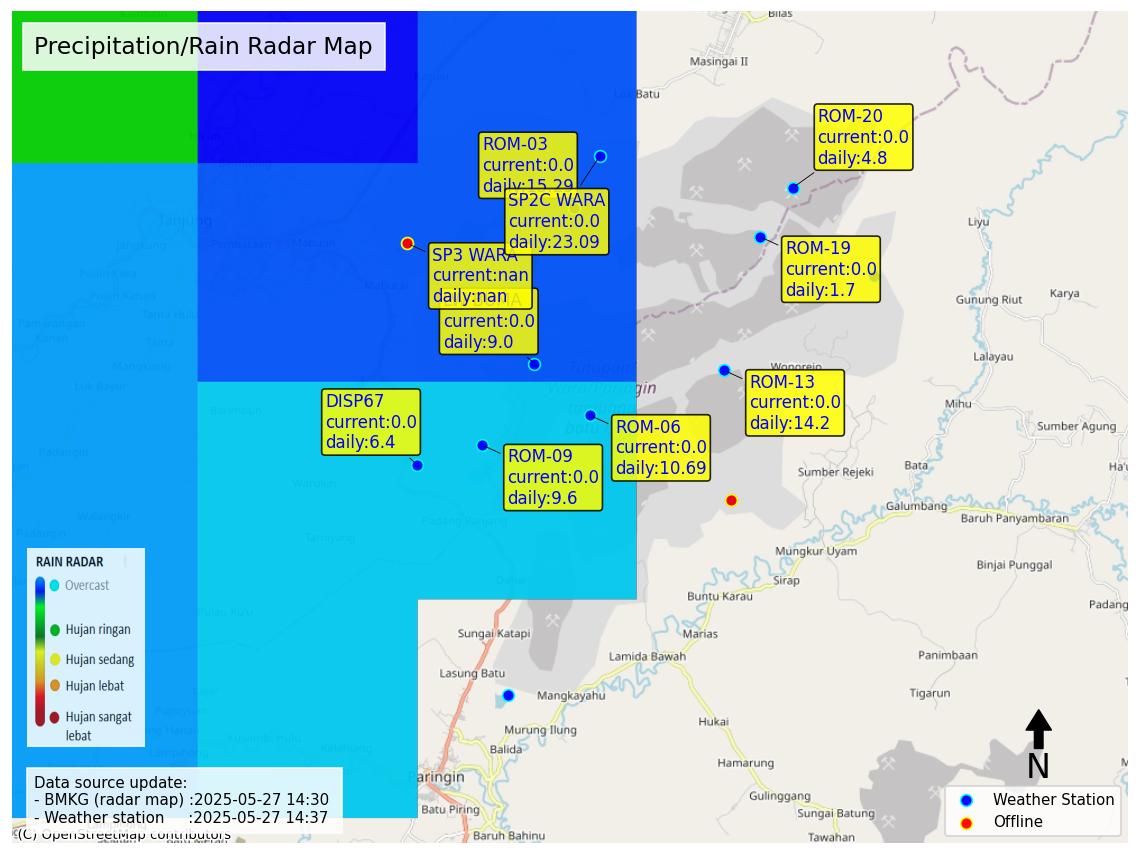 Precipitation/Rain Radar Map
Bilas
Masingai II
Batu
ROM-03
current:0.0
daily:15.29
ROM-20
current:0.0
daily:4.8
SP2C WARA
current:0.0
daily:23.09
Tanjung
Liyu
SP3 WARA
current:nan
daily:nan
ROM-19
current:0.0
daily:1.7
Mabuun
Maburai
current:0.0
daily:9.0
Gunung Riut
Karya
Lalayau
Wonorejo
ROM-13
current:0.0
daily:14.2
DISP67
current:0.0
daily:6.4
Mihu
ROM-06
current:0.0
daily:10.69
Sumber Agung
ROM-09
current:0.0
daily:9.6
Bata
Sumber Rejeki
Galumbang
Baruh Panyambaran
Padang Panjang
Mungkur Uyam
Binjai Punggal
Sirap
Buntu Karau
Padang
RAIN RADAR
Overcast
Hujan ringan
Hujan sedang
Hujan lebat
Hujan sangat
lebat
Sungai Katapi
Marias
Lamida Bawah
Panimbaan
Lasung Batu
Mangkayahu
Tigarun
Hukai
Murung Ilung
Balida
Hamarung
Paringin
Gulinggang
Batu Piring
Sungai Batung
Baruh Bahinu
Tawahan
N
Data source update:
- BMKG (radar map) :2025-05-27 14:30
- Weather station :2025-05-27 14:37
(C) OpenStreetMap contributors
Weather Station
Offline